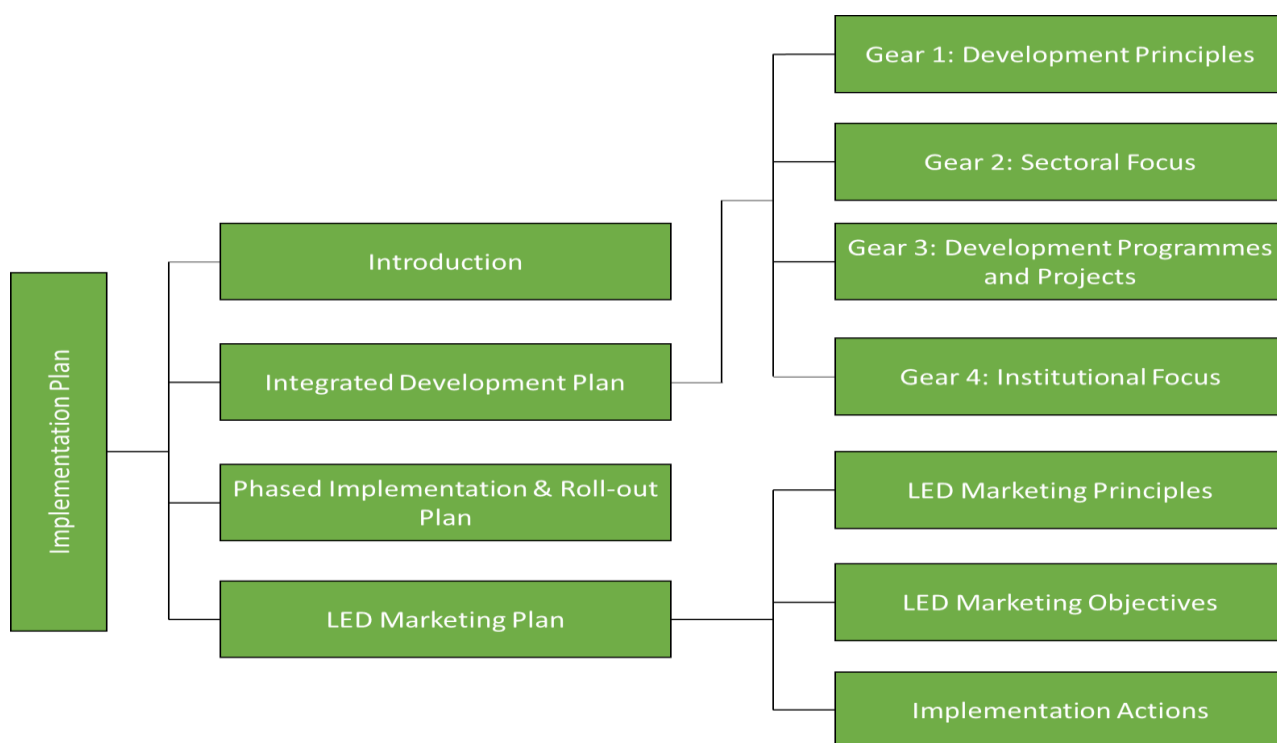 Implementation Plan
Introduction
Integrated Development Plan
Phased Implementation & Roll-out
Plan
LED Marketing Plan
Gear 1: Development Principles
Gear 2: Sectoral Focus
Gear 3: Development Programmes
and Projects
Gear 4: Institutional Focus
LED Marketing Principles
LED Marketing Objectives
Implementation Actions